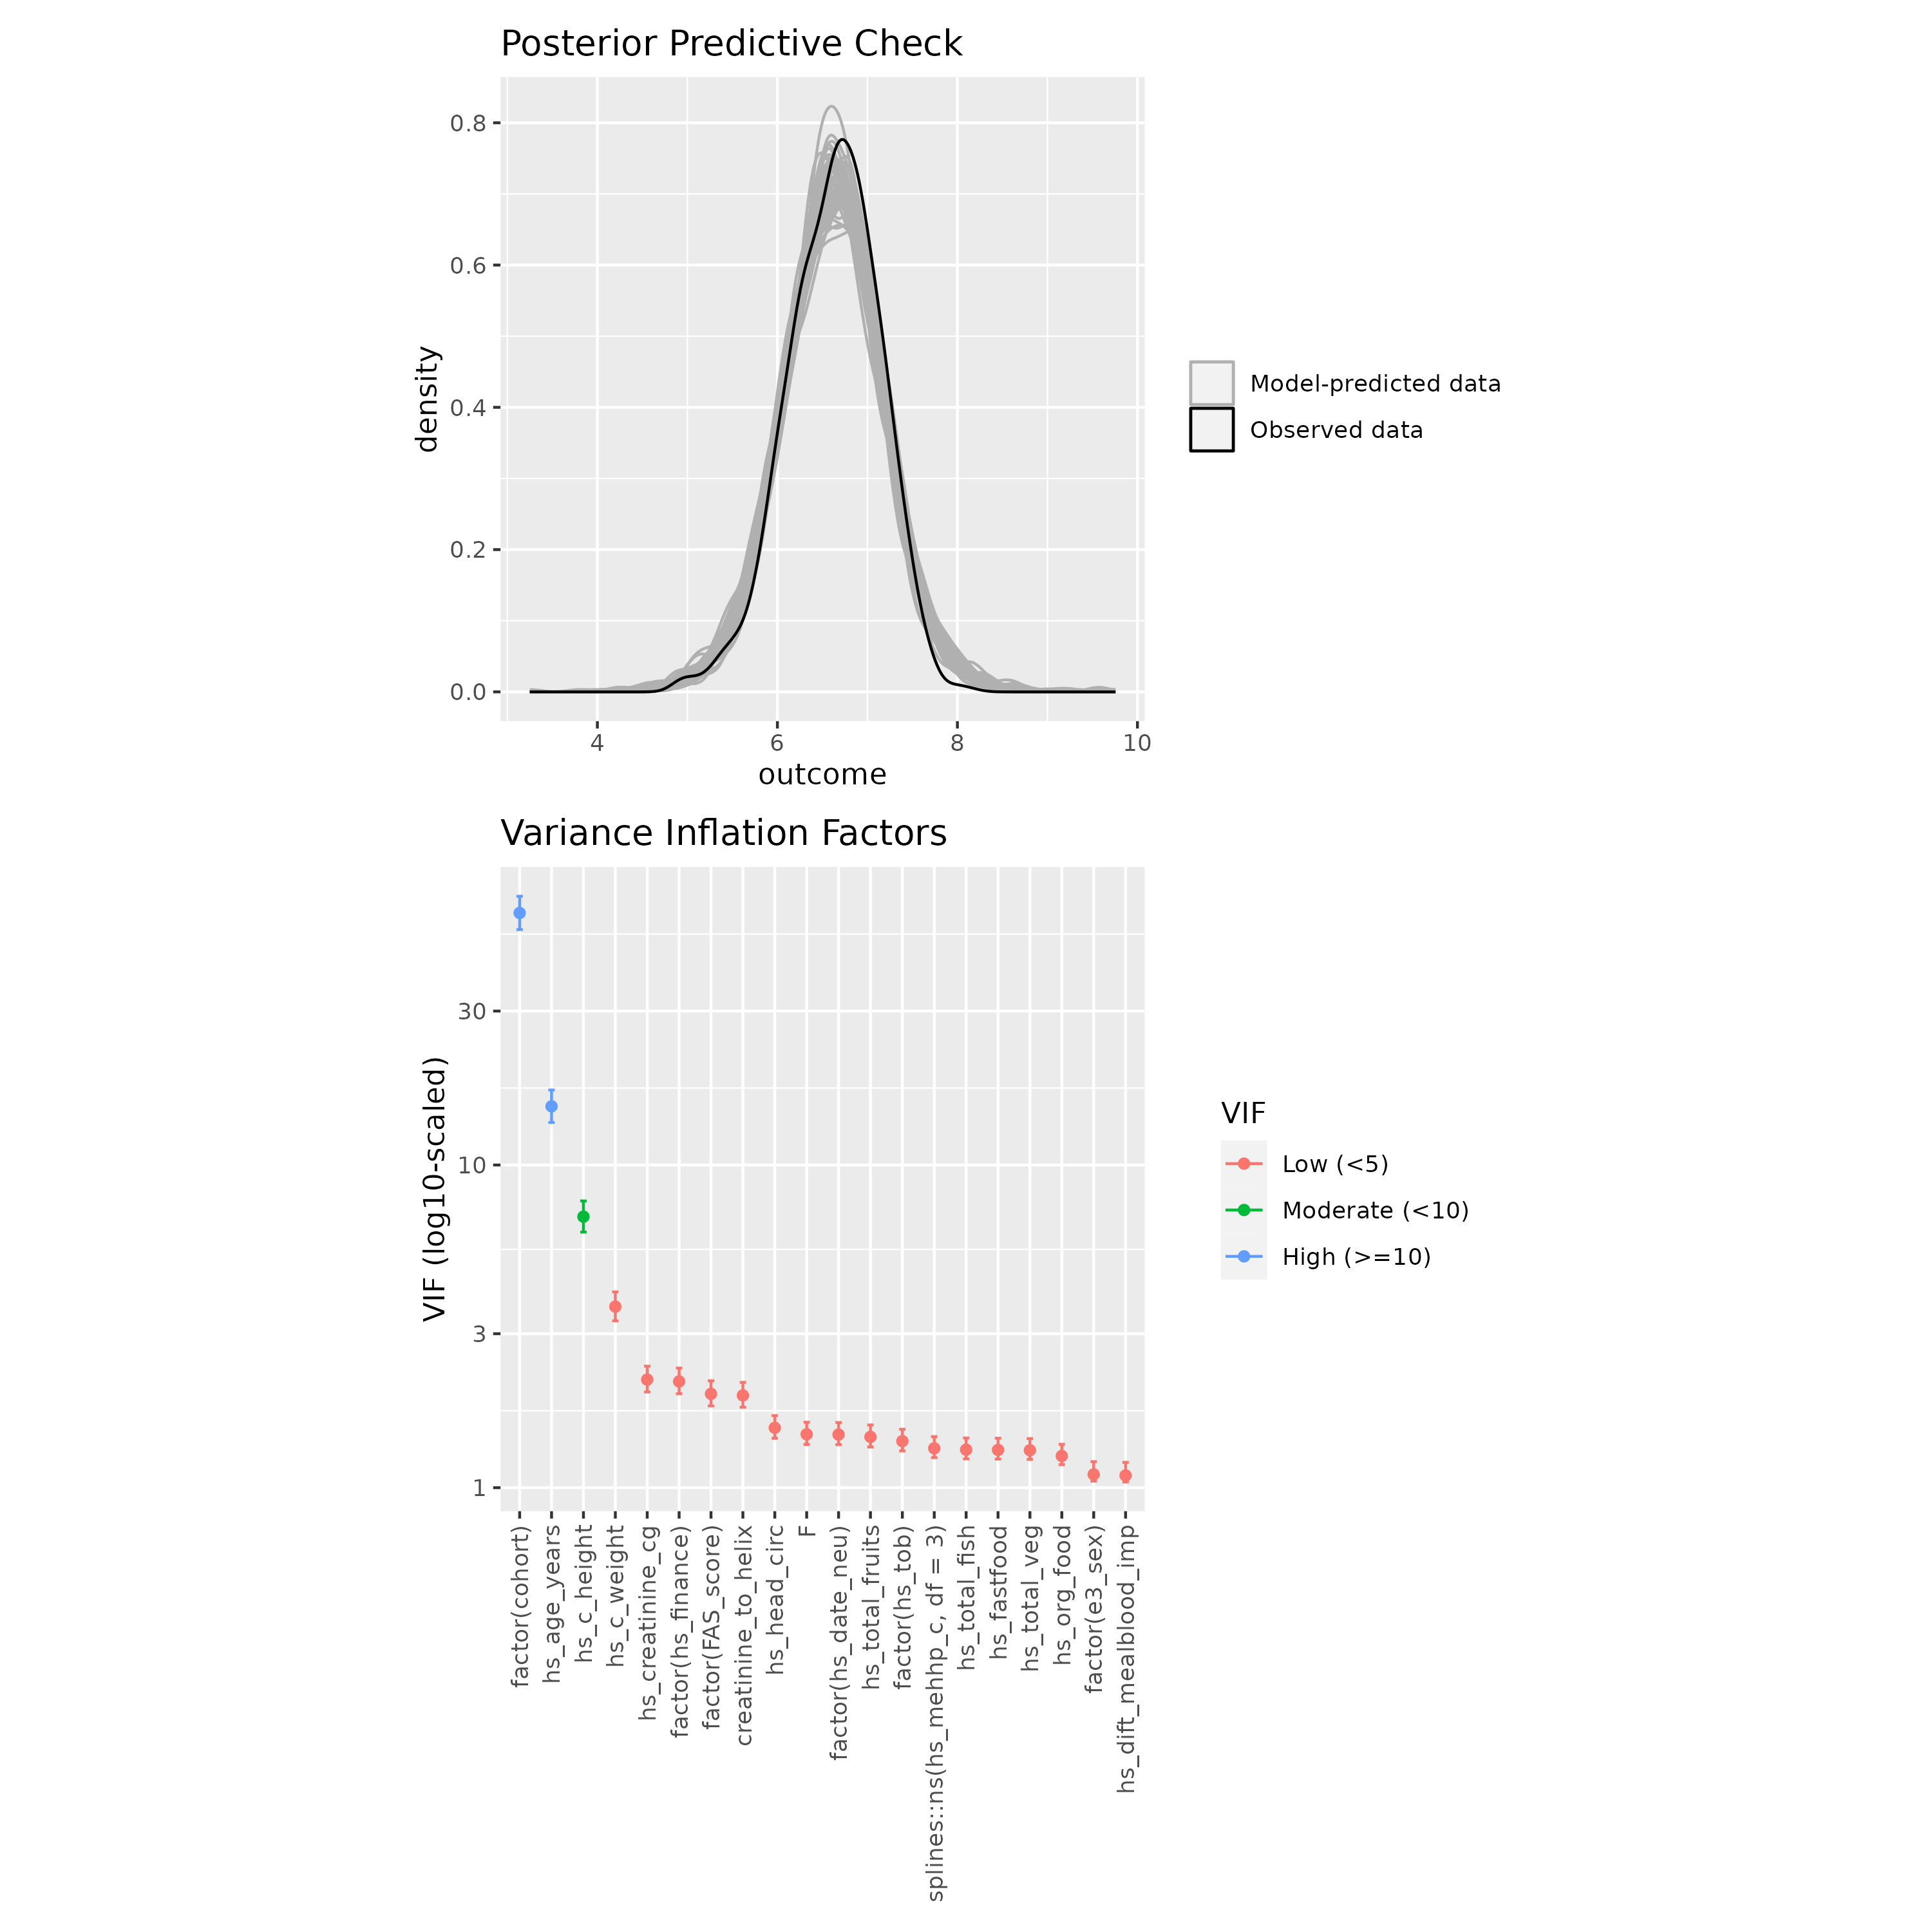 Posterior Predictive Check
0.8
0.6
0.4
0.2
0.0
density
4 6 8 10
outcome
Model-predicted data
Observed data
Variance Inflation Factors
30
10
3
1
VIF (log10-scaled)
factor(cohort)
hs_age_years
hs_c_height
hs_c_weight
hs_creatinine_cg
factor(hs_finance)
factor(FAS_score)
creatinine_to_helix
hs_head_circ
F
factor(hs_date_neu)
hs_total_fruits
factor(hs_tob)
splines::ns(hs_mehhp_c, df = 3)
hs_total_fish
hs_fastfood
hs_total_veg
hs_org_food
factor(e3_sex)
hs_dift_mealblood_imp
VIF
Low (<5)
Moderate (<10)
High (>=10)